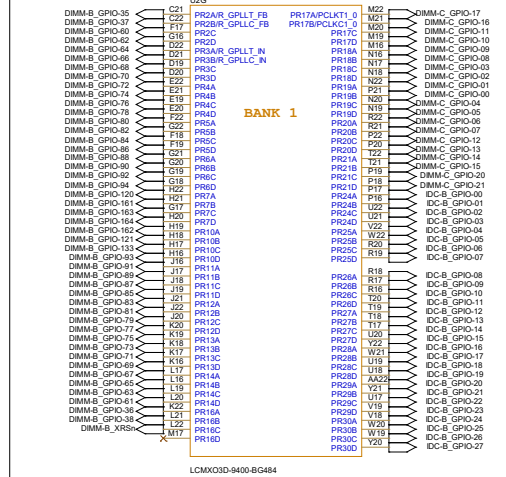 U2G
DIMM-B_GPIO-35 C21 PR2A/R_GPLLT_FB PR17A/PCLKT1_0 M22 DIMM-C_GPIO-17
DIMM-B_GPIO-37 C22 PR2B/R_GPLLC_FB PR17B/PCLKC1_0 M21 DIMM-C_GPIO-16
DIMM-B_GPIO-60 F17 PR2C PR17C M20 DIMM-C_GPIO-11
DIMM-B_GPIO-62 G16 PR2D PR17D M19 DIMM-C_GPIO-10
DIMM-B_GPIO-64 D22 PR3A/R_GPLLT_IN PR18A M16 DIMM-C_GPIO-09
DIMM-B_GPIO-66 D21 PR3B/R_GPLLC_IN PR18B N16 DIMM-C_GPIO-08
DIMM-B_GPIO-68 D19 PR3C PR18C N17 DIMM-C_GPIO-03
DIMM-B_GPIO-70 D20 PR3D PR18D N18 DIMM-C_GPIO-02
DIMM-B_GPIO-72 E22 PR4A PR19A N22 DIMM-C_GPIO-01
DIMM-B_GPIO-74 E21 PR4B PR19B P21 DIMM-C_GPIO-00
DIMM-B_GPIO-76 E19 PR4C PR19C N20 DIMM-C_GPIO-04
DIMM-B_GPIO-78 E20 PR4D PR19D N19 DIMM-C_GPIO-05
BANK 1
DIMM-B_GPIO-80 F22 PR5A PR20A R22 DIMM-C_GPIO-06
DIMM-B_GPIO-82 G22 PR5B PR20B R21 DIMM-C_GPIO-07
DIMM-B_GPIO-84 F18 PR5C PR20C P22 DIMM-C_GPIO-12
DIMM-B_GPIO-86 F19 PR5D PR20D P20 DIMM-C_GPIO-13
DIMM-B_GPIO-88 G21 PR6A PR21A T22 DIMM-C_GPIO-14
DIMM-B_GPIO-90 G20 PR6B PR21B T21 DIMM-C_GPIO-15
DIMM-B_GPIO-92 G19 PR6C PR21C P19 DIMM-C_GPIO-20
DIMM-B_GPIO-94 G18 PR6D PR21D P18 DIMM-C_GPIO-21
DIMM-B_GPIO-120 H22 PR7A PR24A P17 IDC-B_GPIO-00
DIMM-B_GPIO-161 H21 PR7B PR24B P16 IDC-B_GPIO-01
DIMM-B_GPIO-163 G17 PR7C PR24C U22 IDC-B_GPIO-02
DIMM-B_GPIO-164 H20 PR7D PR24D U21 IDC-B_GPIO-03
DIMM-B_GPIO-162 H19 PR10A PR25A V22 IDC-B_GPIO-04
DIMM-B_GPIO-121 H18 PR10B PR25B W22 IDC-B_GPIO-05
DIMM-B_GPIO-133 H17 PR10C PR25C R20 IDC-B_GPIO-06
DIMM-B_GPIO-93 H16 PR10D PR25D R19 IDC-B_GPIO-07
DIMM-B_GPIO-91 J16 PR11A
DIMM-B_GPIO-89 J17 PR11B PR26A R18 IDC-B_GPIO-08
DIMM-B_GPIO-87 J18 PR11C PR26B R17 IDC-B_GPIO-09
DIMM-B_GPIO-85 J19 PR11D PR26C R16 IDC-B_GPIO-10
DIMM-B_GPIO-83 J21 PR12A PR26D T20 IDC-B_GPIO-11
DIMM-B_GPIO-81 J22 PR12B PR27A T19 IDC-B_GPIO-12
DIMM-B_GPIO-79 J20 PR12C PR27B T18 IDC-B_GPIO-13
DIMM-B_GPIO-77 K20 PR12D PR27C T17 IDC-B_GPIO-14
DIMM-B_GPIO-75 K19 PR13A PR27D U20 IDC-B_GPIO-15
DIMM-B_GPIO-73 K18 PR13B PR28A Y22 IDC-B_GPIO-16
DIMM-B_GPIO-71 K17 PR13C PR28B W21 IDC-B_GPIO-17
DIMM-B_GPIO-69 K16 PR13D PR28C U19 IDC-B_GPIO-18
DIMM-B_GPIO-67 L17 PR14A PR28D U18 IDC-B_GPIO-19
DIMM-B_GPIO-65 L16 PR14B PR29A AA22 IDC-B_GPIO-20
DIMM-B_GPIO-63 L19 PR14C PR29B Y21 IDC-B_GPIO-21
DIMM-B_GPIO-61 L20 PR14D PR29C U17 IDC-B_GPIO-22
DIMM-B_GPIO-36 K22 PR16A PR29D V19 IDC-B_GPIO-23
DIMM-B_GPIO-38 L21 PR16B PR30A V18 IDC-B_GPIO-24
DIMM-B_XRSn L22 PR16C PR30B W20 IDC-B_GPIO-25
M17 PR16D PR30C W19 IDC-B_GPIO-26
PR30D Y20 IDC-B_GPIO-27
LCMXO3D-9400-BG484